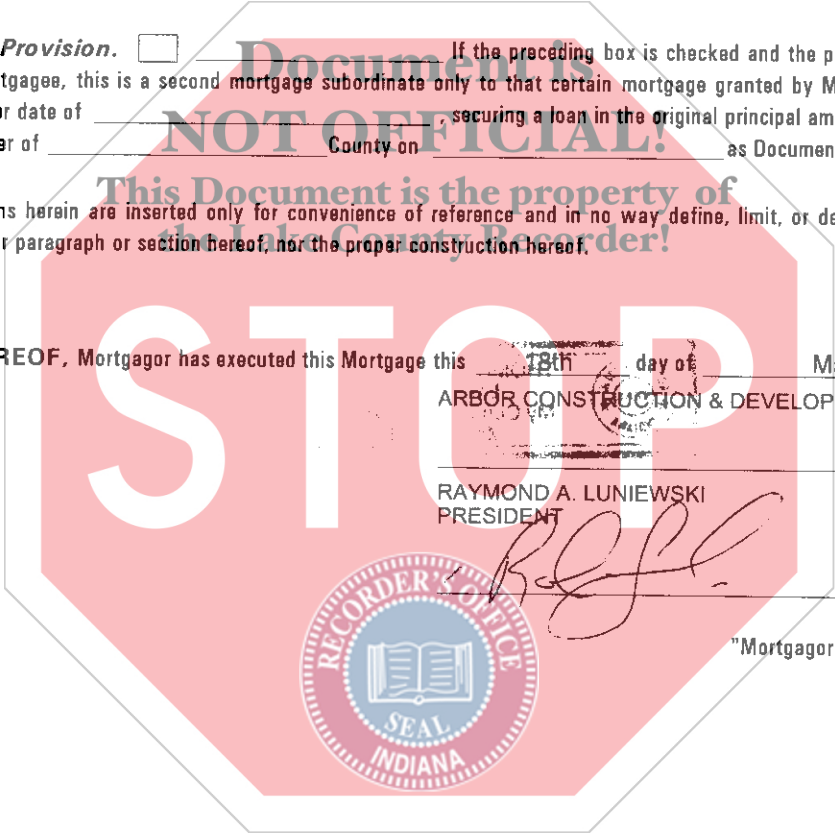 Provision. If the preceding box is checked and the p
tgagee, this is a second mortgage subordinate only to that certain mortgage granted by M
r date of , securing a loan in the original principal am
er of County on as Documen
Document is
NOT OFFICIAL!
This Document is the property of
the Lake County Recorder!
ns herein are inserted only for convenience of reference and in no way define, limit, or de
r paragraph or section hereof, nor the proper construction hereof.
STOP
REOF, Mortgagor has executed this Mortgage this 18th day of Ma
ARBOR CONSTRUCTION & DEVELOP
RAYMOND A. LUNIEWSKI
PRESIDENT
RECORDER'S OFFICE
SEAL
INDIANA
"Mortgagor